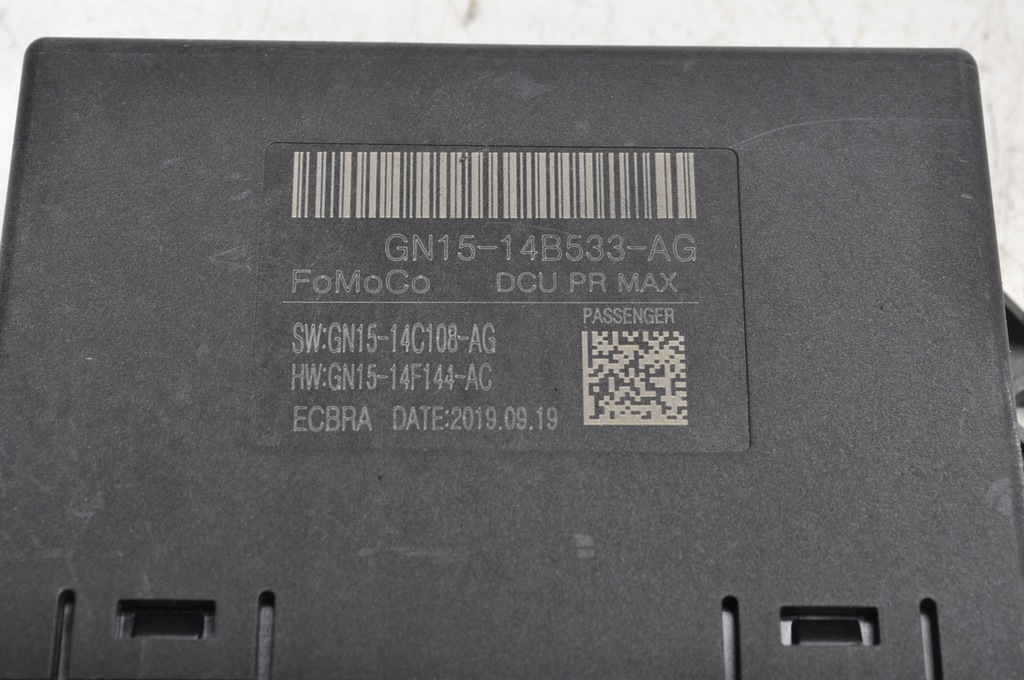 GN15-14B533-AG
FoMoCo DCU PR MAX
PASSENGER
SW:GN15-14C108-AG
HW:GN15-14F144-AC
ECBRA DATE:2019.09.19